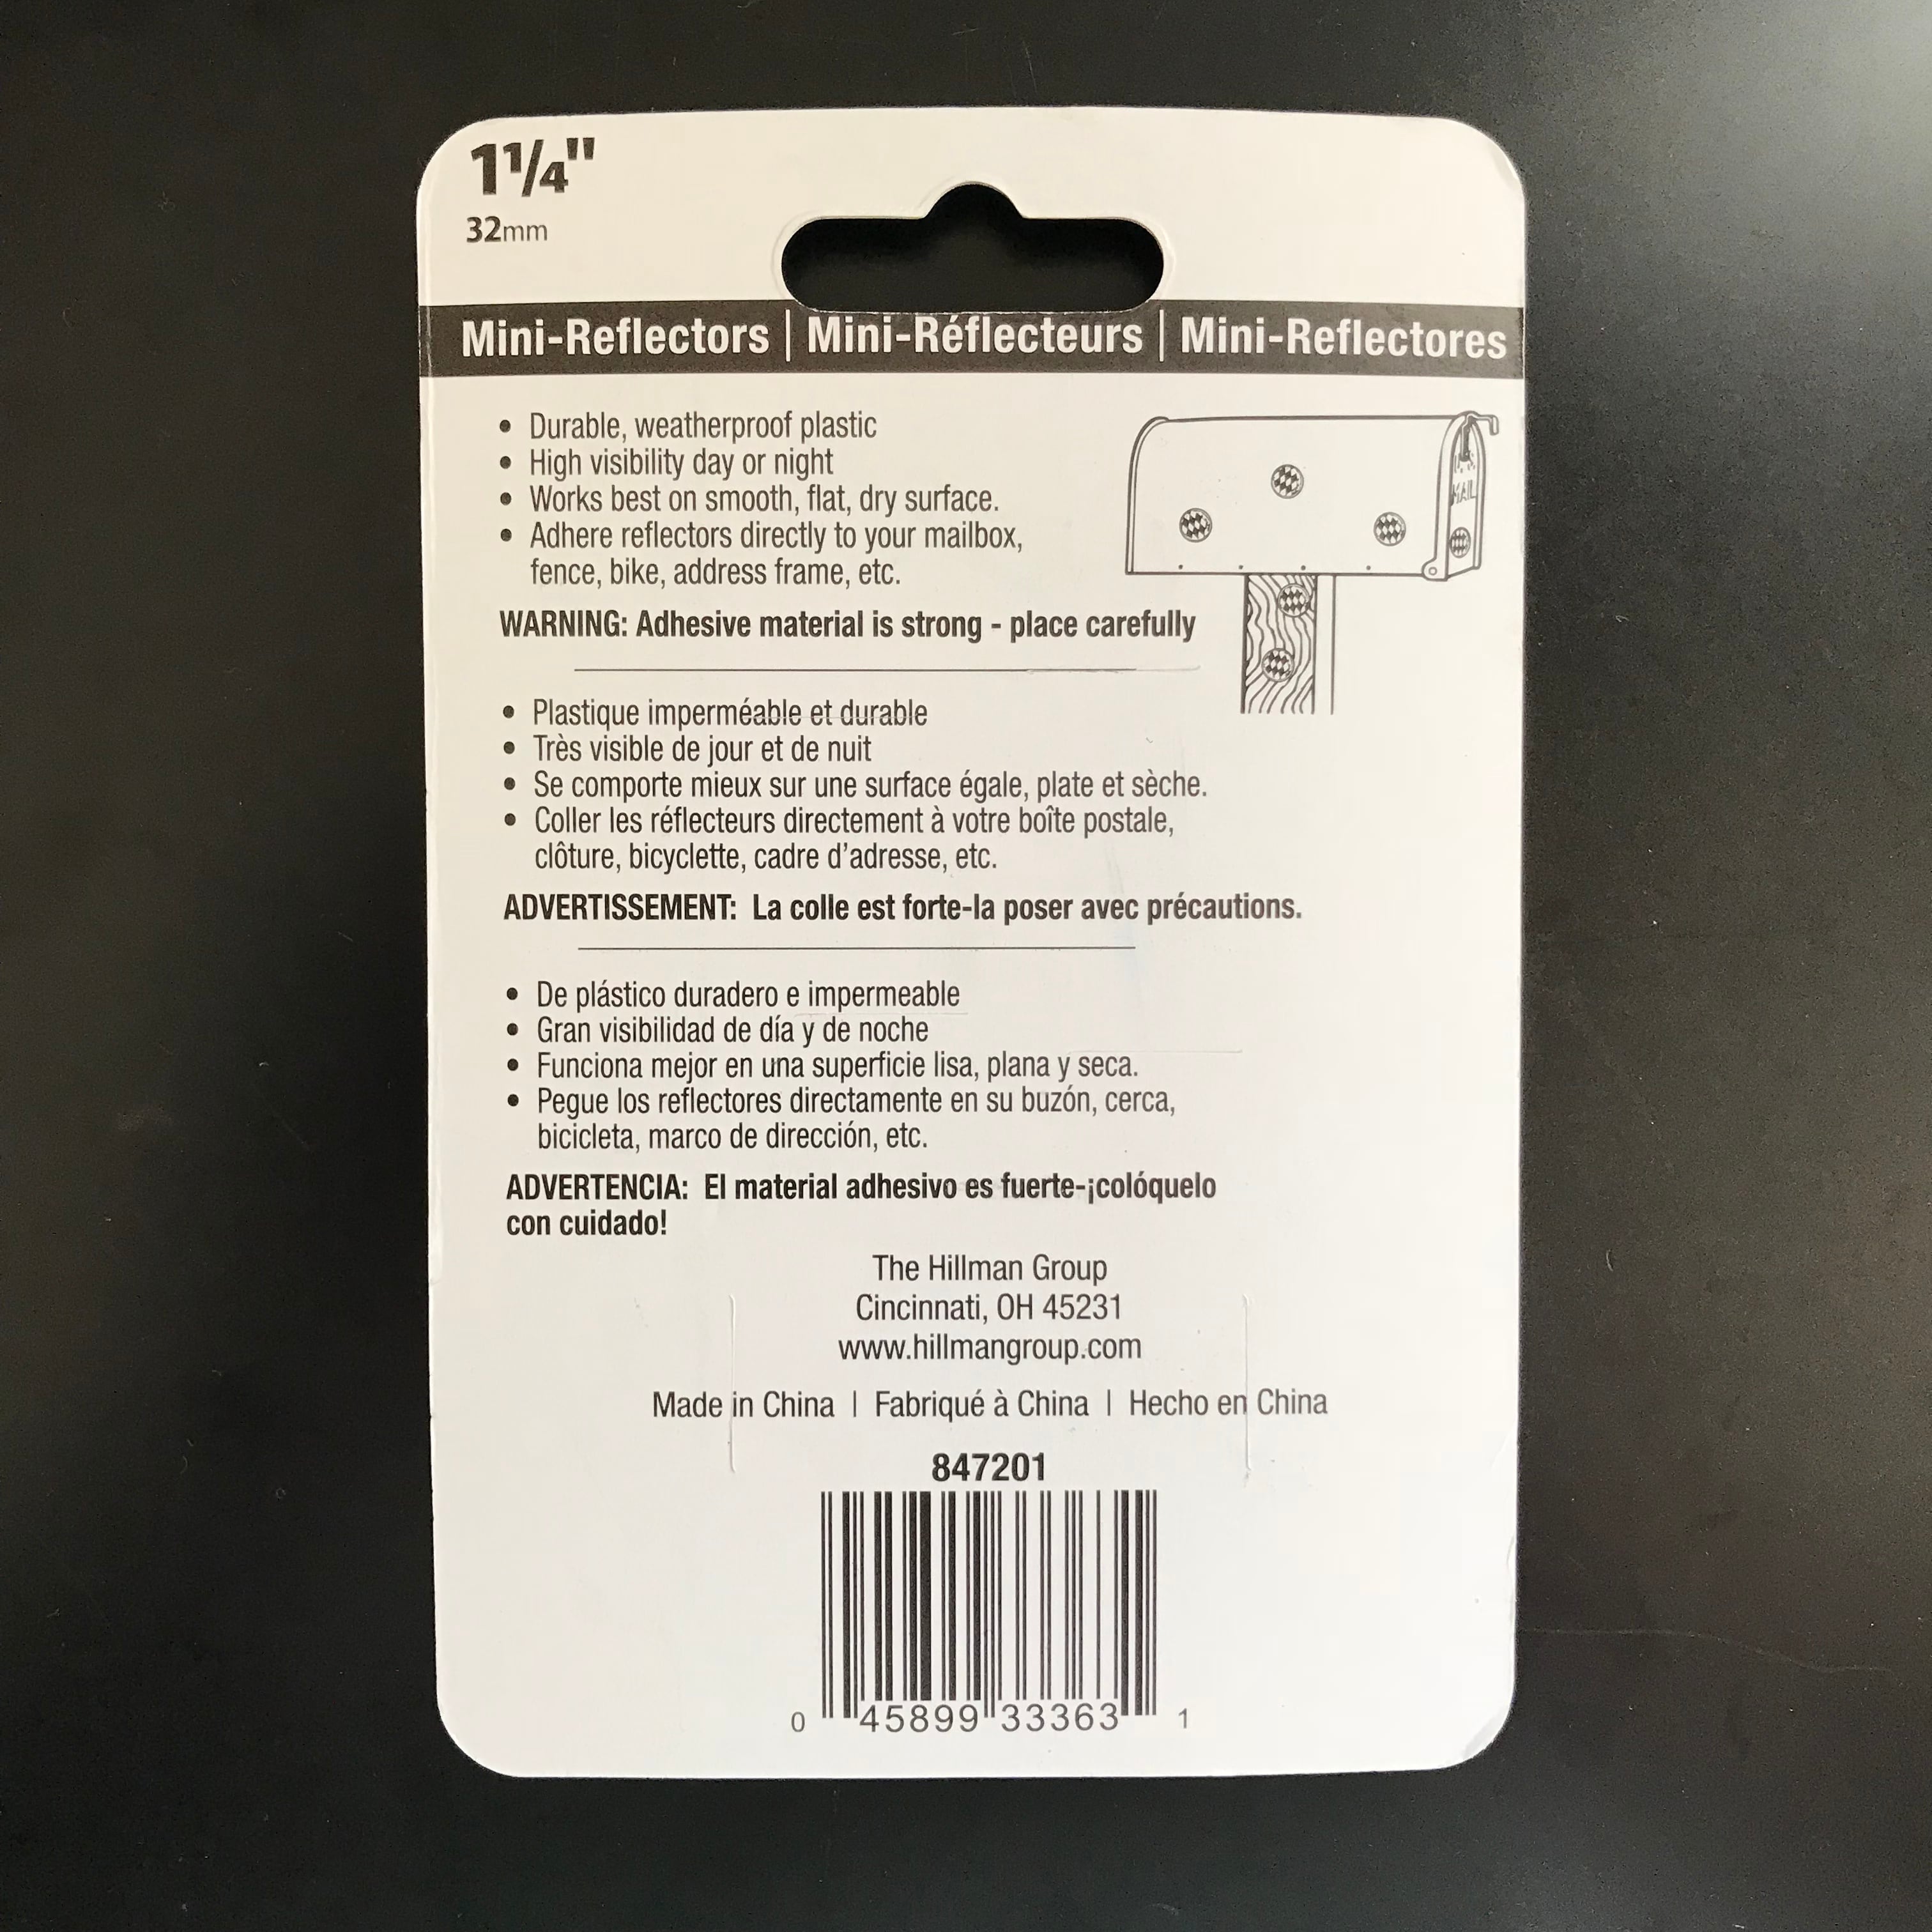 1¼"
32mm
Mini-Reflectors | Mini-Réflecteurs | Mini-Reflectores
• Durable, weatherproof plastic
• High visibility day or night
• Works best on smooth, flat, dry surface.
• Adhere reflectors directly to your mailbox,
fence, bike, address frame, etc.
WARNING: Adhesive material is strong - place carefully
MAIL
• Plastique imperméable et durable
• Très visible de jour et de nuit
• Se comporte mieux sur une surface égale, plate et sèche.
• Coller les réflecteurs directement à votre boîte postale,
clôture, bicyclette, cadre d'adresse, etc.
ADVERTISSEMENT: La colle est forte-la poser avec précautions.
• De plástico duradero e impermeable
• Gran visibilidad de día y de noche
• Funciona mejor en una superficie lisa, plana y seca.
• Pegue los reflectores directamente en su buzón, cerca,
bicicleta, marco de dirección, etc.
ADVERTENCIA: El material adhesivo es fuerte-¡colóquelo
con cuidado!
The Hillman Group
Cincinnati, OH 45231
www.hillmangroup.com
Made in China | Fabriqué à China | Hecho en China
847201
0 45899 33363 1